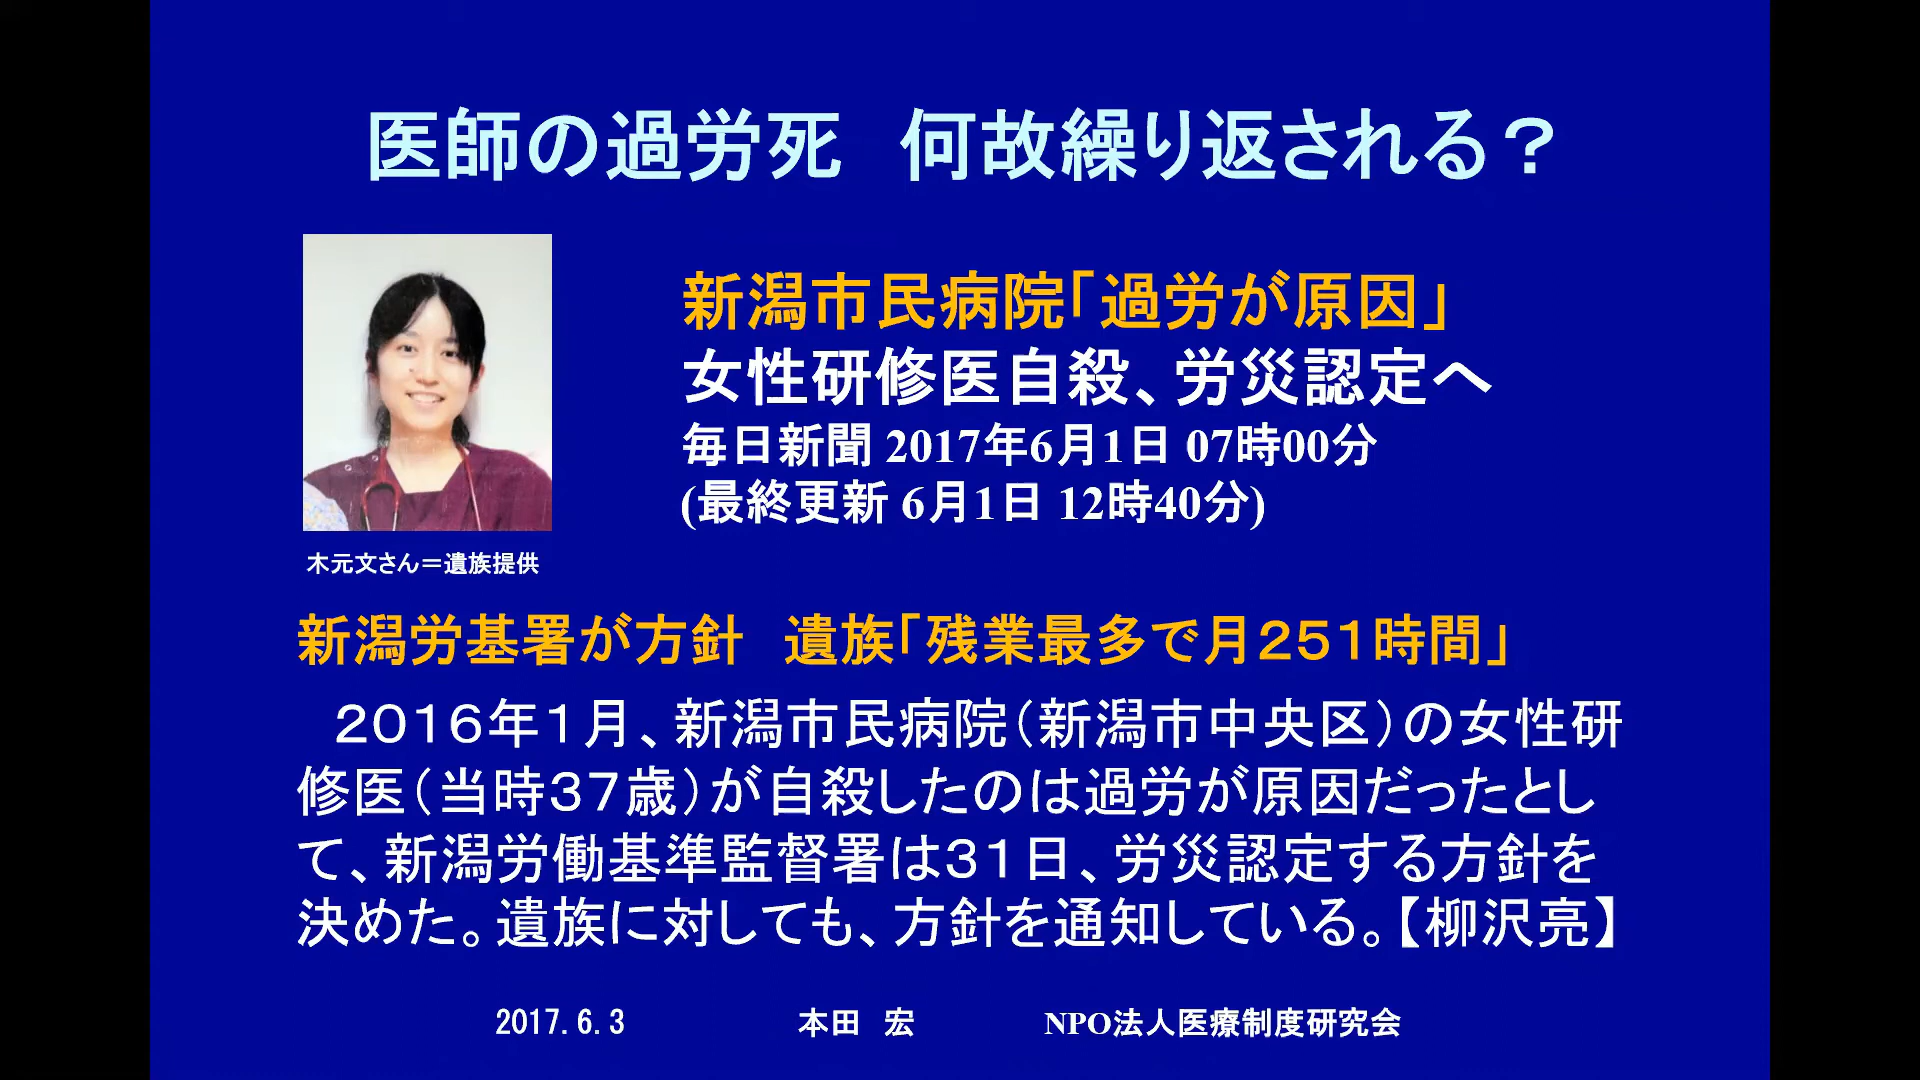 医師の過労死　何故繰り返される？
新潟市民病院「過労が原因」
女性研修医自殺、労災認定へ
毎日新聞 2017年6月1日 07時00分
(最終更新 6月1日 12時40分)
木元文さん＝遺族提供
新潟労基署が方針　遺族「残業最多で月２５１時間」
２０１６年１月、新潟市民病院（新潟市中央区）の女性研
修医（当時３７歳）が自殺したのは過労が原因だったとし
て、新潟労働基準監督署は３１日、労災認定する方針を
決めた。遺族に対しても、方針を通知している。【柳沢亮】
2017.6.3　本田　宏　NPO法人医療制度研究会